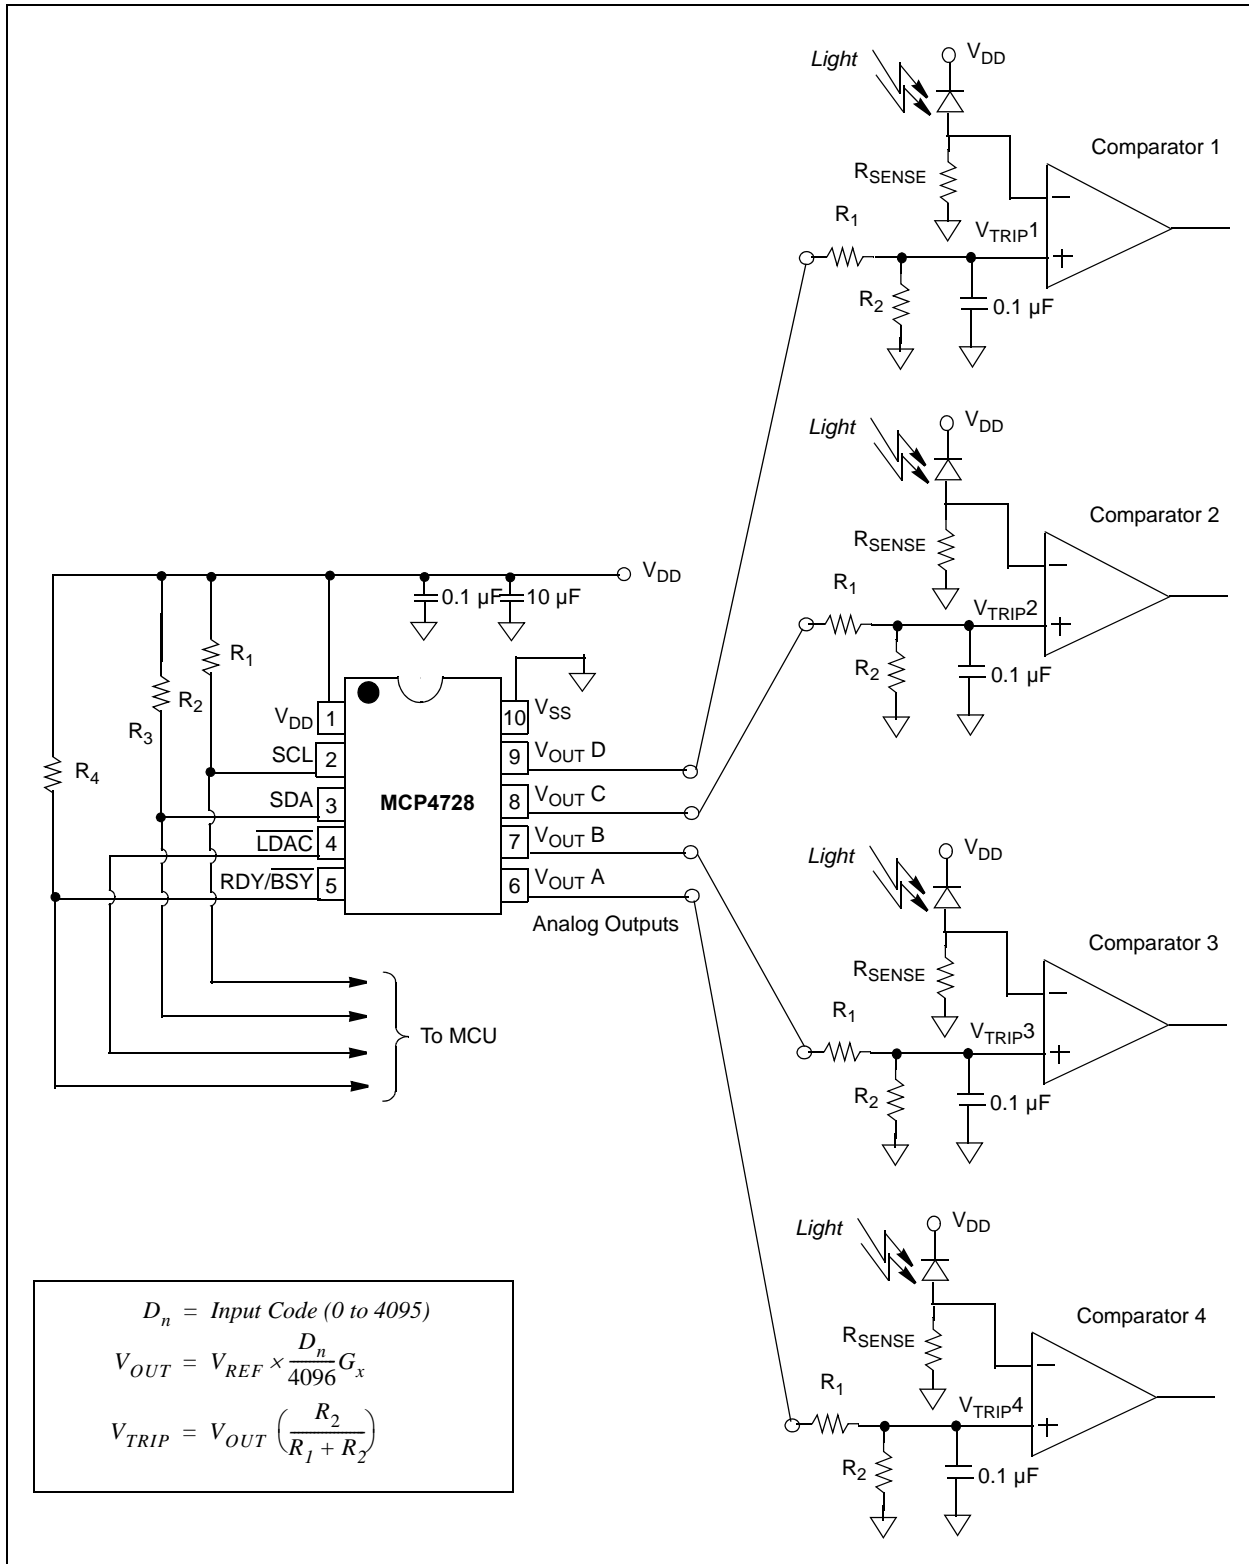 Light
VDD
Comparator 1
RSENSE
R1
VTRIP1
−
+
R2
0.1 µF
Light
VDD
Comparator 2
RSENSE
R1
VTRIP2
−
+
R2
0.1 µF
VDD
0.1 µF
10 µF
R1
R2
R3
R4
VDD 1
SCL 2
SDA 3
LDAC 4
RDY/BSY 5
MCP4728
10 VSS
9 VOUT D
8 VOUT C
7 VOUT B
6 VOUT A
Analog Outputs
To MCU
Light
VDD
Comparator 3
RSENSE
R1
VTRIP3
−
+
R2
0.1 µF
Light
VDD
Comparator 4
RSENSE
R1
VTRIP4
−
+
R2
0.1 µF
Dn = Input Code (0 to 4095)
VOUT = VREF × Dn/4096 Gx
VTRIP = VOUT (R2/(R1 + R2))